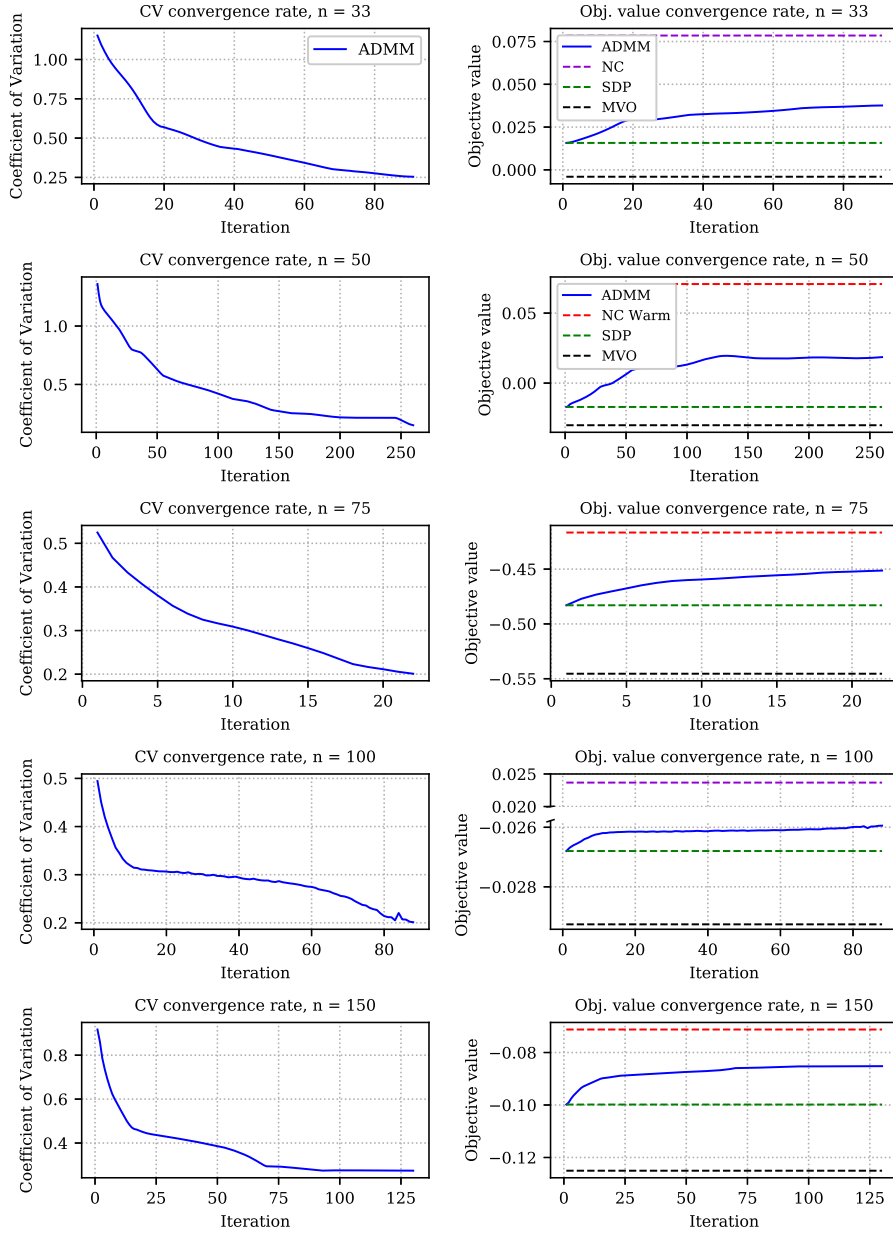 CV convergence rate, n = 33
Coefficient of Variation
1.00
0.75
0.50
0.25
ADMM
0 20 40 60 80
Iteration
Obj. value convergence rate, n = 33
Objective value
0.075
0.050
0.025
0.000
ADMM
NC
SDP
MVO
0 20 40 60 80
Iteration
CV convergence rate, n = 50
Coefficient of Variation
1.0
0.5
0 50 100 150 200 250
Iteration
Obj. value convergence rate, n = 50
Objective value
0.05
0.00
ADMM
NC Warm
SDP
MVO
0 50 100 150 200 250
Iteration
CV convergence rate, n = 75
Coefficient of Variation
0.5
0.4
0.3
0.2
0 5 10 15 20
Iteration
Obj. value convergence rate, n = 75
Objective value
−0.45
−0.50
−0.55
0 5 10 15 20
Iteration
CV convergence rate, n = 100
Coefficient of Variation
0.5
0.4
0.3
0.2
0 20 40 60 80
Iteration
Obj. value convergence rate, n = 100
Objective value
0.025
0.020
−0.026
−0.028
0 20 40 60 80
Iteration
CV convergence rate, n = 150
Coefficient of Variation
0.8
0.6
0.4
0 25 50 75 100 125
Iteration
Obj. value convergence rate, n = 150
Objective value
−0.08
−0.10
−0.12
0 25 50 75 100 125
Iteration